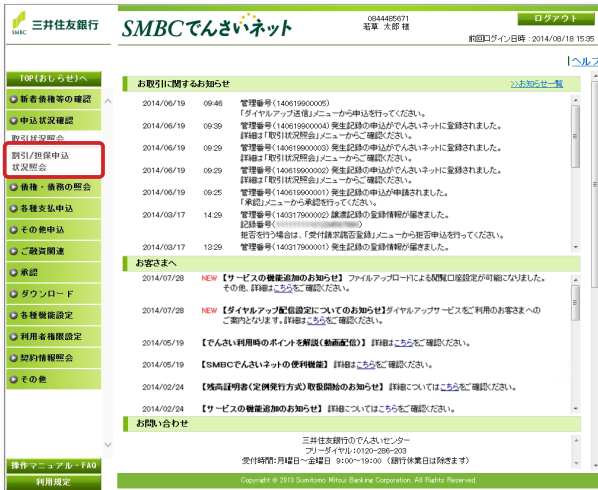 三井住友銀行
SMBC
SMBCでんさいネット
0844485671
若草 太郎 様
ログアウト
前回ログイン日時：2014/08/18 15:35
ヘルプ
TOP(おしらせ)へ
新着債権等の確認
申込状況確認
取引状況照会
割引/担保申込
状況照会
債権・債務の照会
各種支払申込
その他申込
ご融資関連
承認
ダウンロード
各種機能設定
利用者権限設定
契約情報照会
その他
操作マニュアル・FAQ
利用規定
お取引に関するお知らせ
>>お知らせ一覧
2014/06/19 09:46 管理番号(140619900005)
「ダイヤルアップ送信」メニューから申込を行ってください。
2014/06/19 09:39 管理番号(140619900004) 発生記録の申込がでんさいネットに登録されました。
詳細は「取引状況照会」メニューからご確認ください。
2014/06/19 09:29 管理番号(140619900003) 発生記録の申込がでんさいネットに登録されました。
詳細は「取引状況照会」メニューからご確認ください。
2014/06/19 09:29 管理番号(140619900002) 発生記録の申込がでんさいネットに登録されました。
詳細は「取引状況照会」メニューからご確認ください。
2014/06/19 09:25 管理番号(140619900001) 発生記録の申込が申請されました。
「承認」メニューから承認を行ってください。
2014/03/17 14:29 管理番号(140317900002) 譲渡記録の登録情報が届きました。
記録番号(
拒否を行う場合は、「受付請求諾否登録」メニューから拒否申込を行ってください。
2014/03/17 13:29 管理番号(140317900001) 発生記録の登録情報が届きました。
お客さまへ
2014/07/28 NEW 【サービスの機能追加のお知らせ】 ファイルアップロードによる閲覧口座設定が可能になりました。
その他、詳細はこちらをご確認ください。
2014/07/28 NEW 【ダイヤルアップ配信設定についてのお知らせ】ダイヤルアップサービスをご利用のお客さまへの
ご案内となります。詳細はこちらをご確認ください。
2014/05/19 【でんさい利用時のポイントを解説（動画配信）】 詳細はこちらをご確認ください。
2014/05/19 【SMBCでんさいネットの便利機能】 詳細はこちらをご確認ください。
2014/02/24 【残高証明書（定例発行方式）取扱開始のお知らせ】 詳細についてはこちらをご確認ください。
2014/02/24 【サービスの機能追加のお知らせ】 詳細についてはこちらをご確認ください。
お問い合わせ
三井住友銀行のでんさいセンター
フリーダイヤル：0120-286-203
受付時間：月曜日～金曜日 9:00～19:00 （銀行休業日は除きます）
Copyright © 2013 Sumitomo Mitsui Banking Corporation. All Rights Reserved.